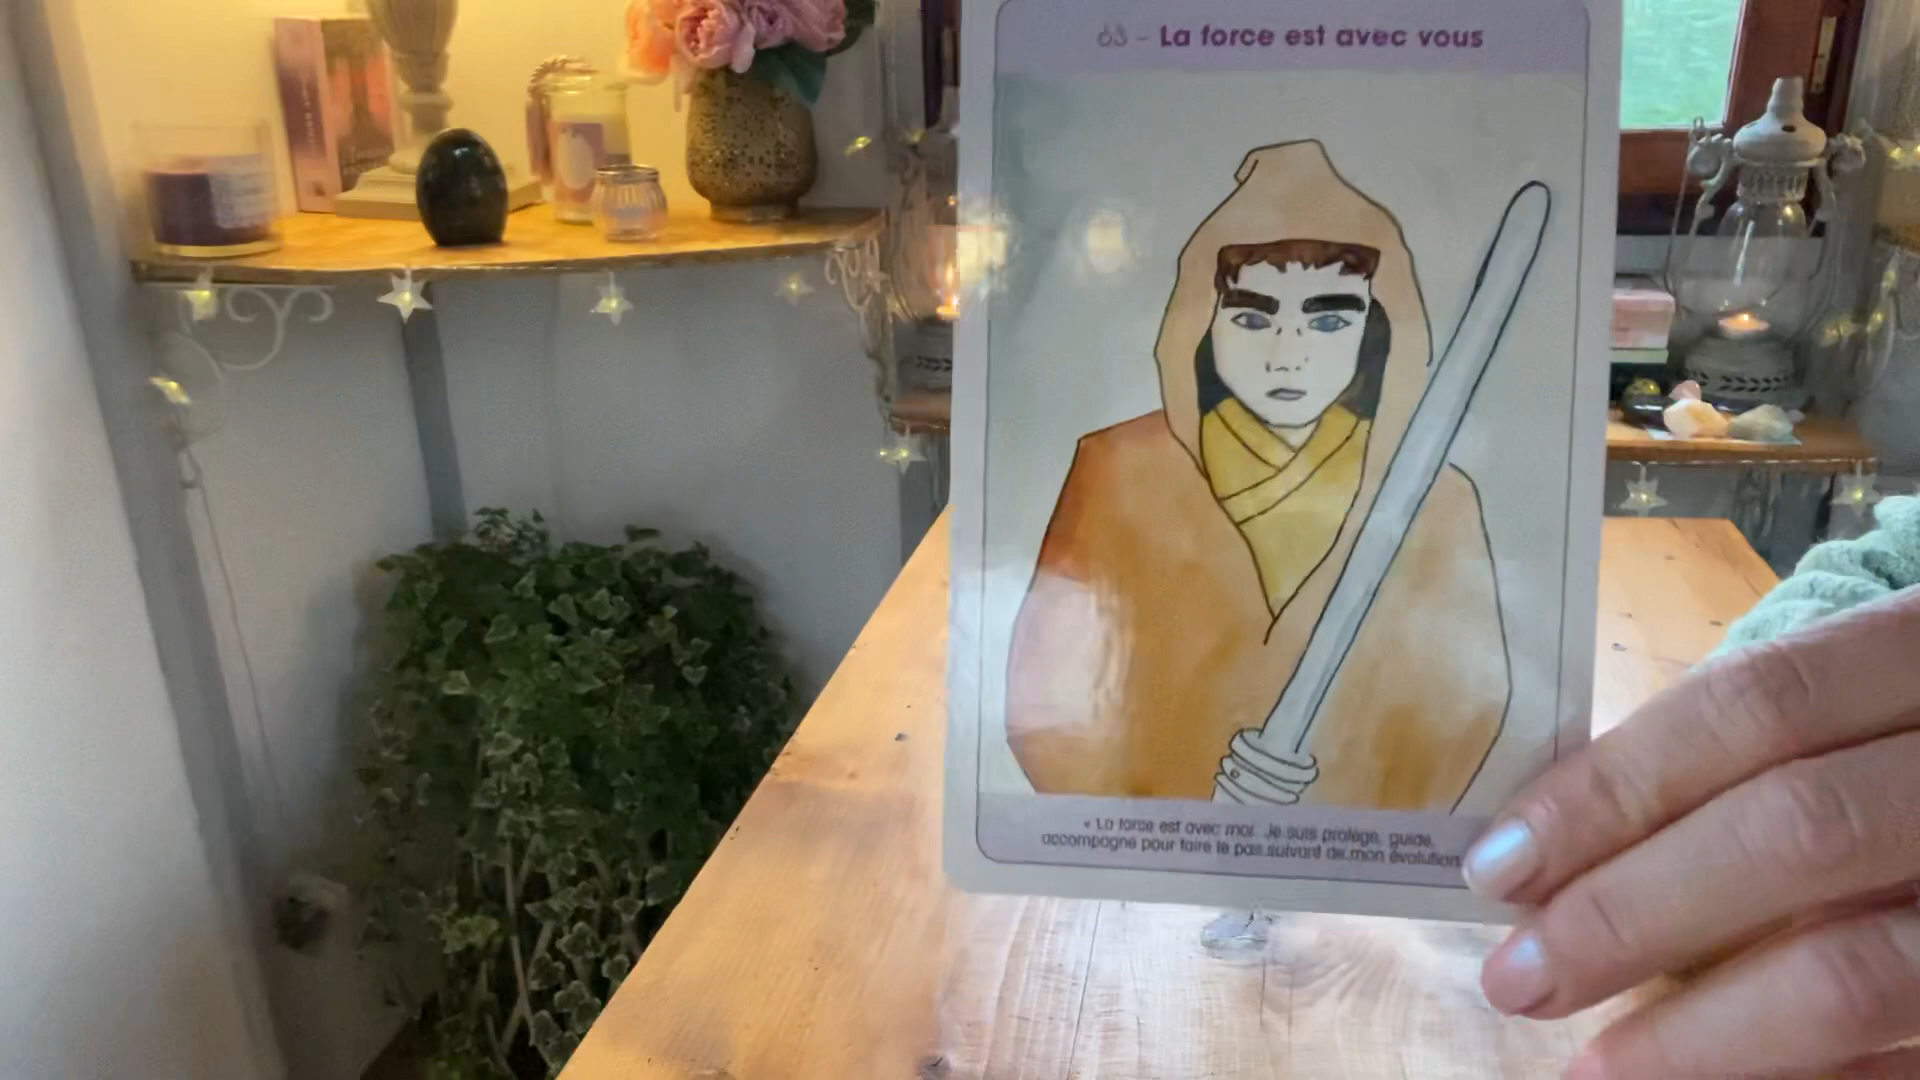 63 - La force est avec vous
« La force est avec moi. Je suis protégé, guidé,
accompagné pour faire le pas suivant de mon évolution